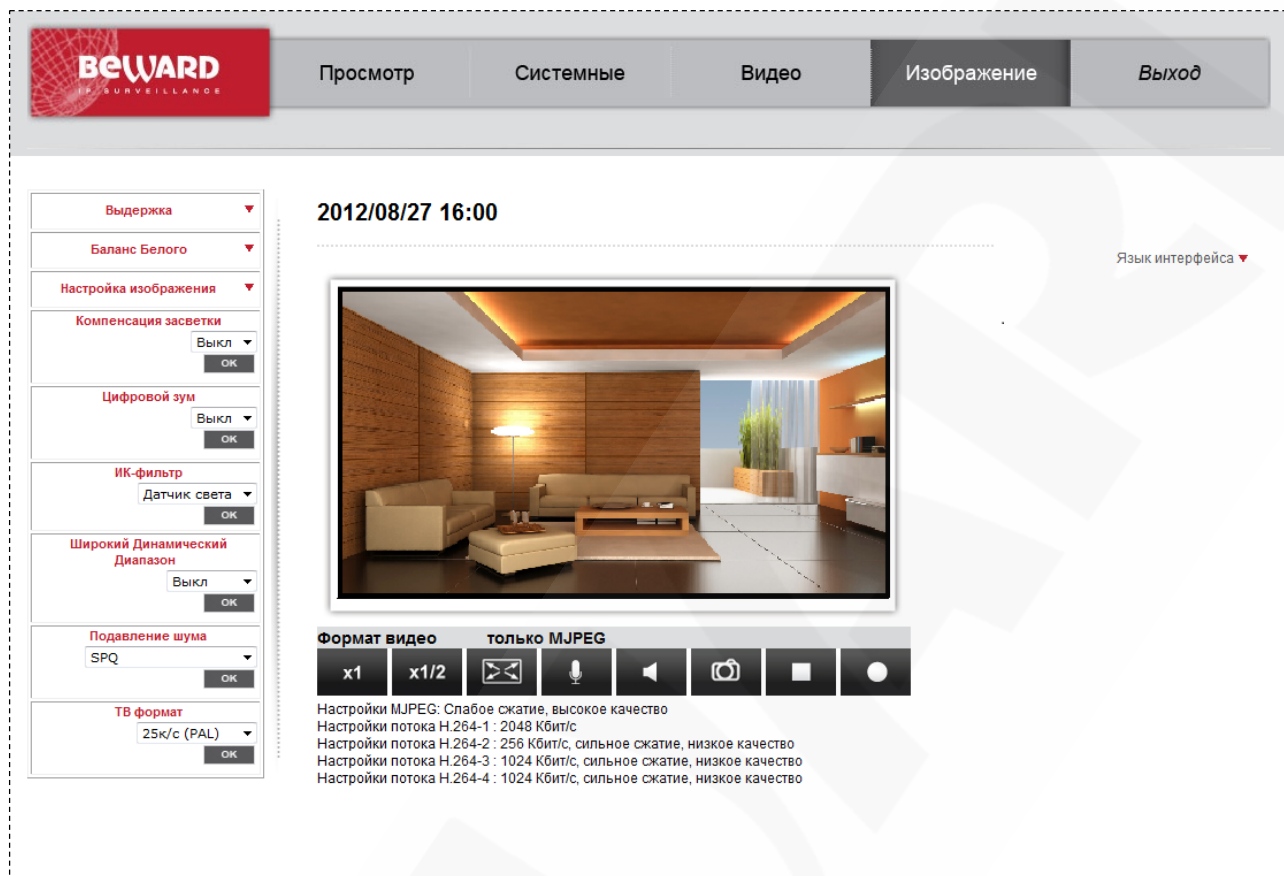 BEWARD
IP SURVEILLANCE
Просмотр
Системные
Видео
Изображение
Выход
Выдержка
Баланс Белого
Настройка изображения
Компенсация засветки
Выкл
OK
Цифровой зум
Выкл
OK
ИК-фильтр
Датчик света
OK
Широкий Динамический
Диапазон
Выкл
OK
Подавление шума
SPQ
OK
ТВ формат
25к/с (PAL)
OK
2012/08/27 16:00
Язык интерфейса
Формат видео только MJPEG
x1
x1/2
Настройки MJPEG: Слабое сжатие, высокое качество
Настройки потока H.264-1 : 2048 Кбит/с
Настройки потока H.264-2 : 256 Кбит/с, сильное сжатие, низкое качество
Настройки потока H.264-3 : 1024 Кбит/с, сильное сжатие, низкое качество
Настройки потока H.264-4 : 1024 Кбит/с, сильное сжатие, низкое качество